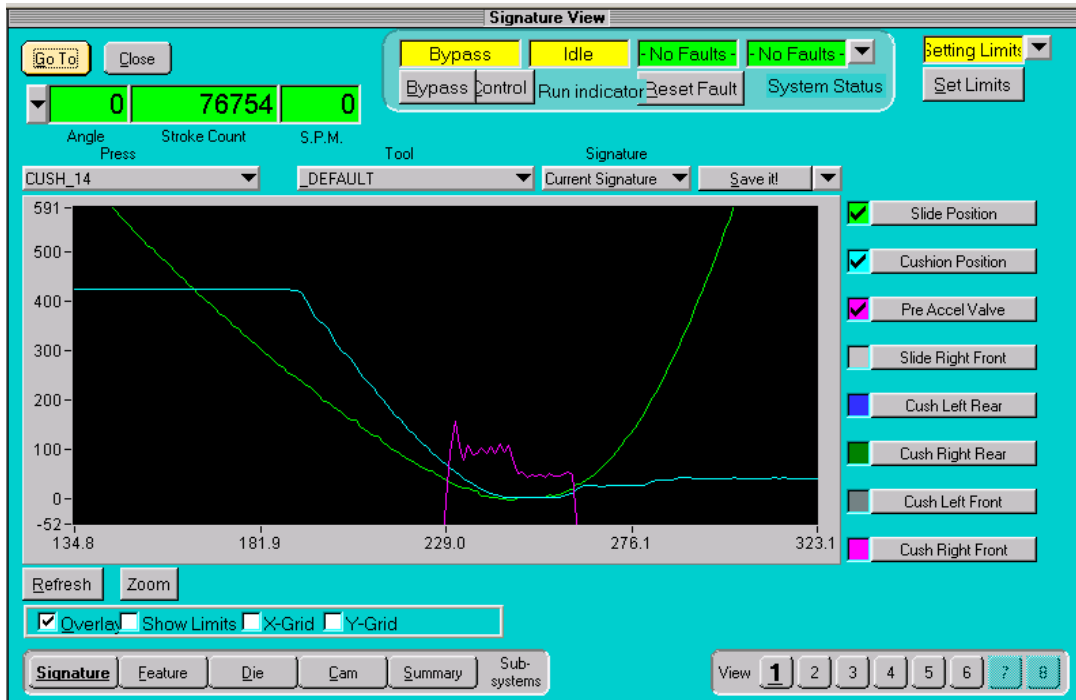 Signature View
Go To Close
Bypass Idle - No Faults - - No Faults -
Setting Limits
Bypass Control Run indicator Reset Fault System Status
Set Limits
0 76754 0
Angle Stroke Count S.P.M.
Press Tool Signature
CUSH_14 _DEFAULT Current Signature Save it!
591
500
400
300
200
100
0
-52
134.8 181.9 229.0 276.1 323.1
Slide Position
Cushion Position
Pre Accel Valve
Slide Right Front
Cush Left Rear
Cush Right Rear
Cush Left Front
Cush Right Front
Refresh Zoom
Overlay Show Limits X-Grid Y-Grid
Signature Feature Die Cam Summary Sub-
systems
View 1 2 3 4 5 6 7 8